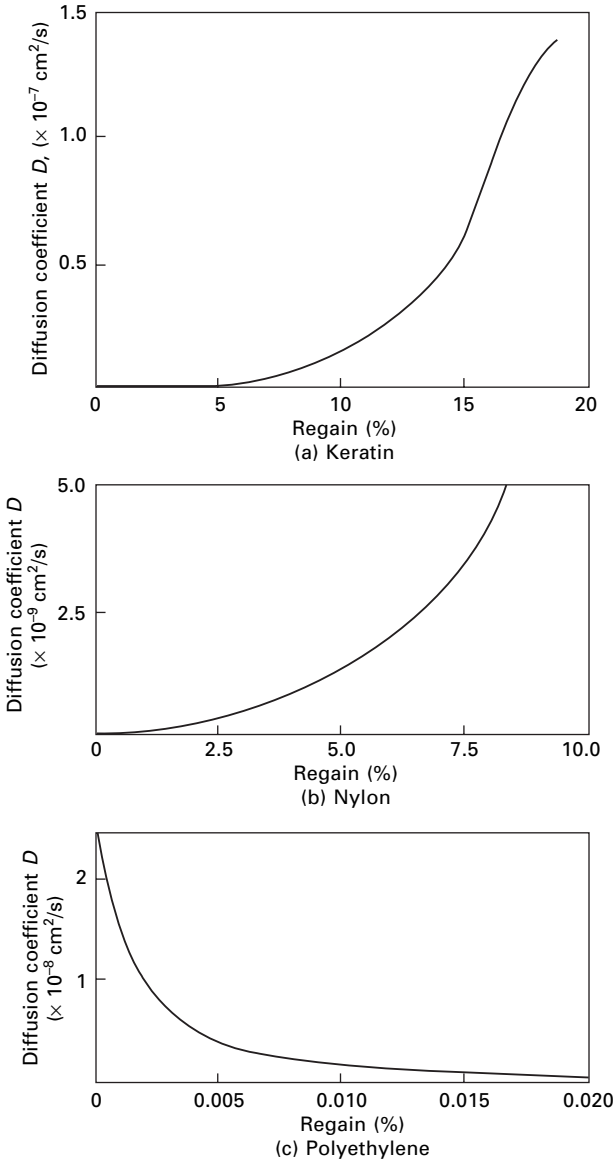 1.5
1.0
0.5
Diffusion coefficient D, (× 10⁻⁷ cm²/s)
0 5 10 15 20
Regain (%)
(a) Keratin
5.0
2.5
Diffusion coefficient D
(× 10⁻⁹ cm²/s)
0 2.5 5.0 7.5 10.0
Regain (%)
(b) Nylon
2
1
Diffusion coefficient D
(× 10⁻⁸ cm²/s)
0 0.005 0.010 0.015 0.020
Regain (%)
(c) Polyethylene